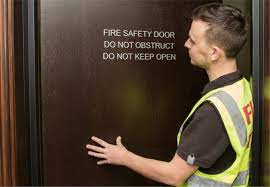 FIRE SAFETY DOOR
DO NOT OBSTRUCT
DO NOT KEEP OPEN